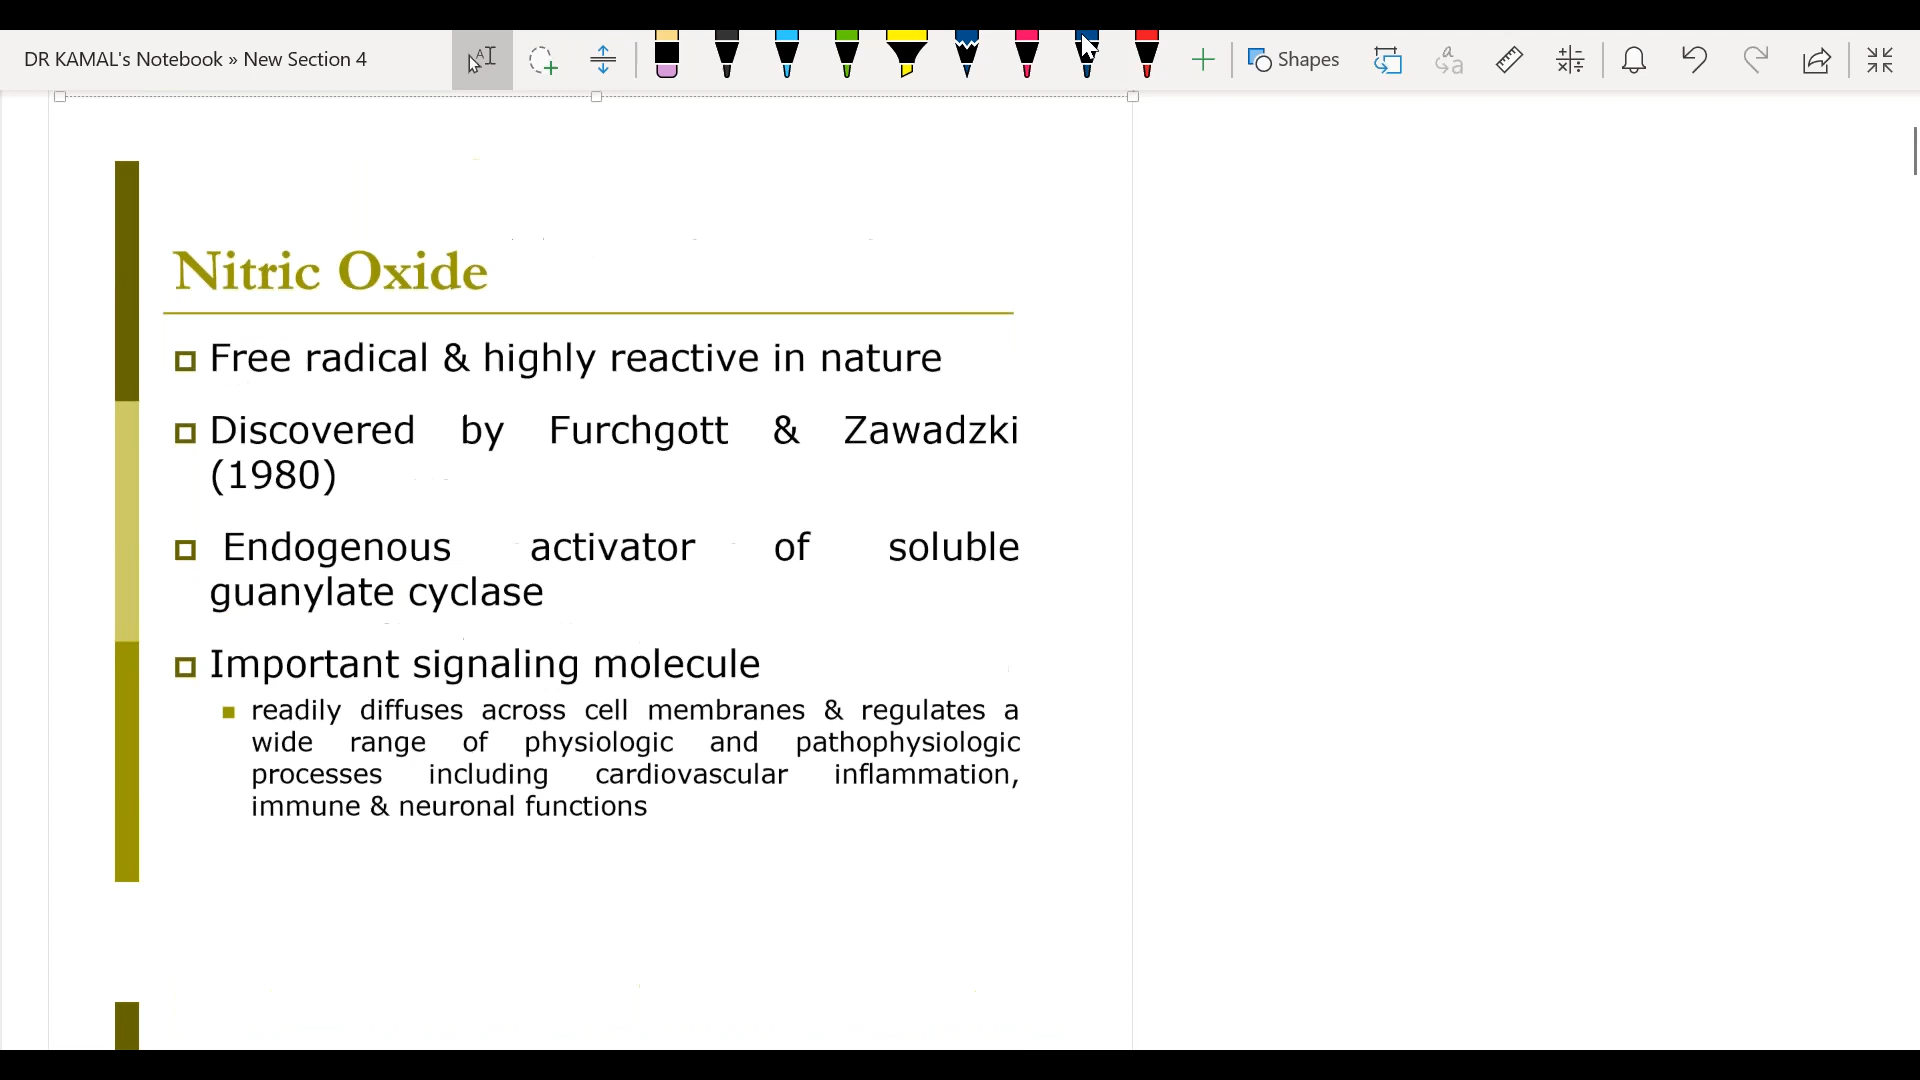 DR KAMAL's Notebook » New Section 4
Shapes
Nitric Oxide
Free radical & highly reactive in nature
Discovered by Furchgott & Zawadzki
(1980)
Endogenous activator of soluble
guanylate cyclase
Important signaling molecule
readily diffuses across cell membranes & regulates a
wide range of physiologic and pathophysiologic
processes including cardiovascular inflammation,
immune & neuronal functions